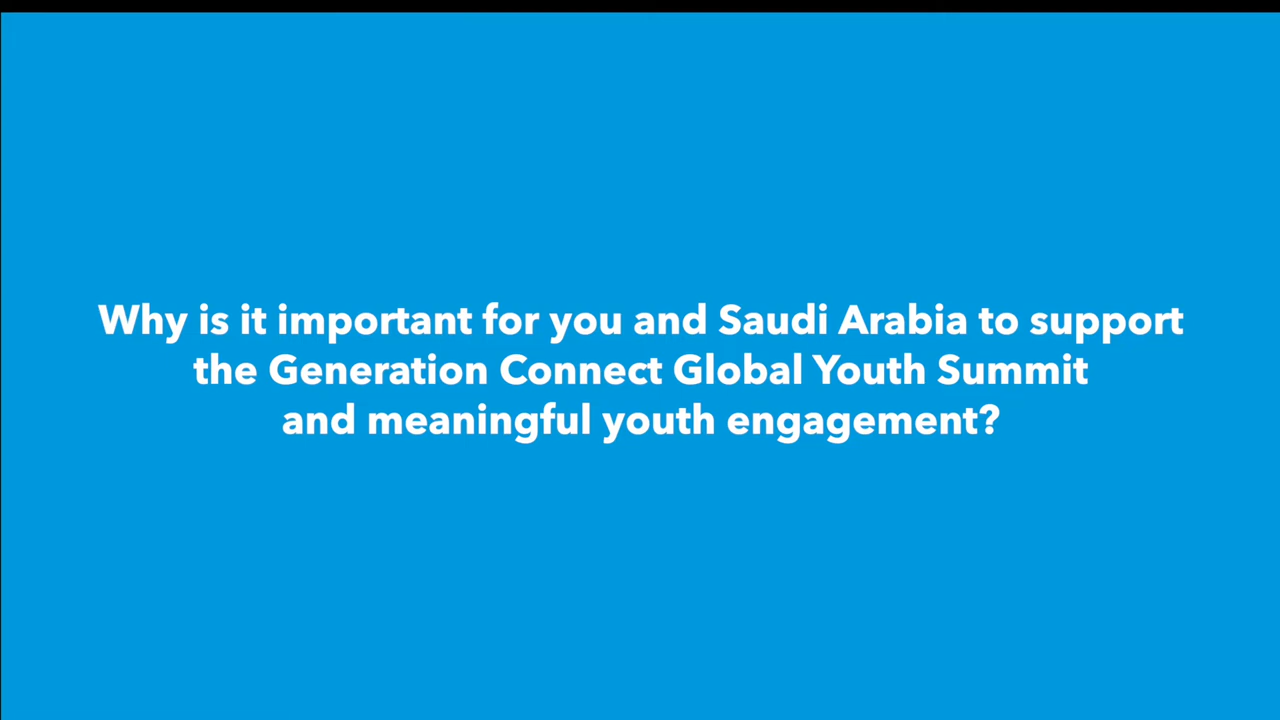 Why is it important for you and Saudi Arabia to support
the Generation Connect Global Youth Summit
and meaningful youth engagement?